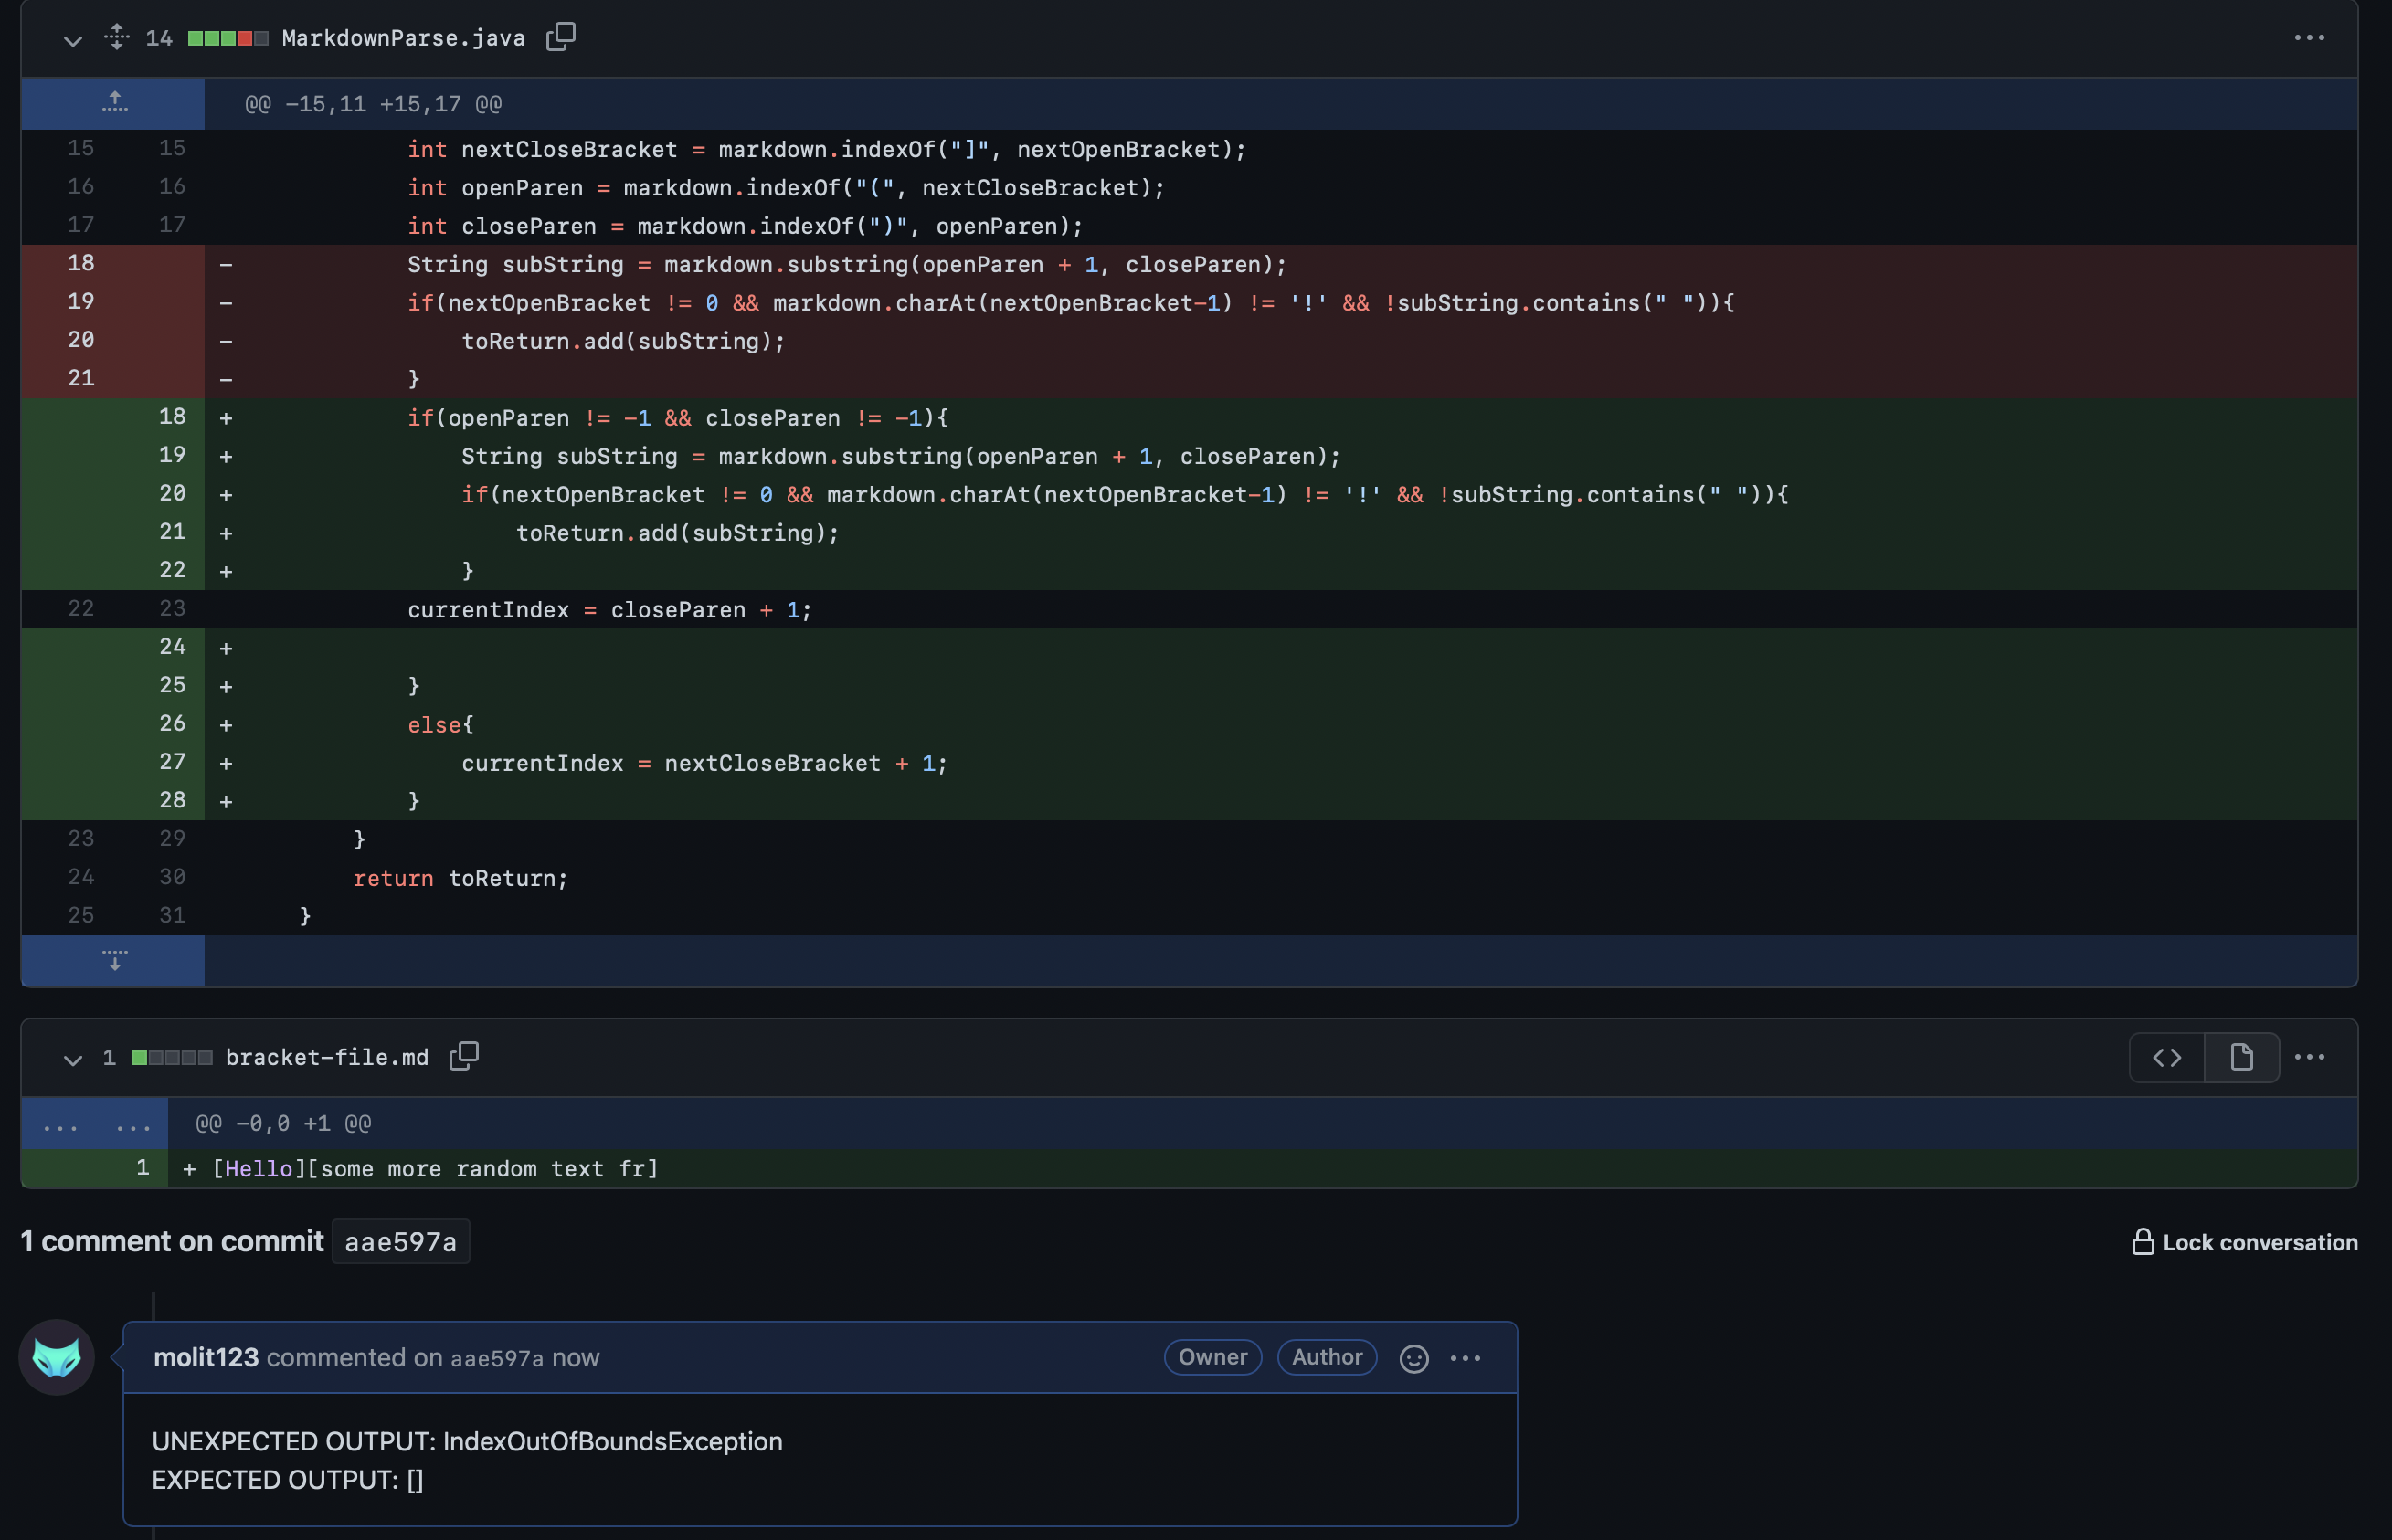 14 MarkdownParse.java
@@ -15,11 +15,17 @@
15 15 int nextCloseBracket = markdown.indexOf("]", nextOpenBracket);
16 16 int openParen = markdown.indexOf("(", nextCloseBracket);
17 17 int closeParen = markdown.indexOf(")", openParen);
18 - String subString = markdown.substring(openParen + 1, closeParen);
19 - if(nextOpenBracket != 0 && markdown.charAt(nextOpenBracket-1) != '!' && !subString.contains(" ")){
20 - toReturn.add(subString);
21 - }
18 + if(openParen != -1 && closeParen != -1){
19 + String subString = markdown.substring(openParen + 1, closeParen);
20 + if(nextOpenBracket != 0 && markdown.charAt(nextOpenBracket-1) != '!' && !subString.contains(" ")){
21 + toReturn.add(subString);
22 + }
22 23 currentIndex = closeParen + 1;
24 +
25 + }
26 + else{
27 + currentIndex = nextCloseBracket + 1;
28 + }
23 29 }
24 30 return toReturn;
25 31 }
1 bracket-file.md
... ... @@ -0,0 +1 @@
1 + [Hello][some more random text fr]
1 comment on commit aae597a Lock conversation
molit123 commented on aae597a now Owner Author
UNEXPECTED OUTPUT: IndexOutOfBoundsException
EXPECTED OUTPUT: []